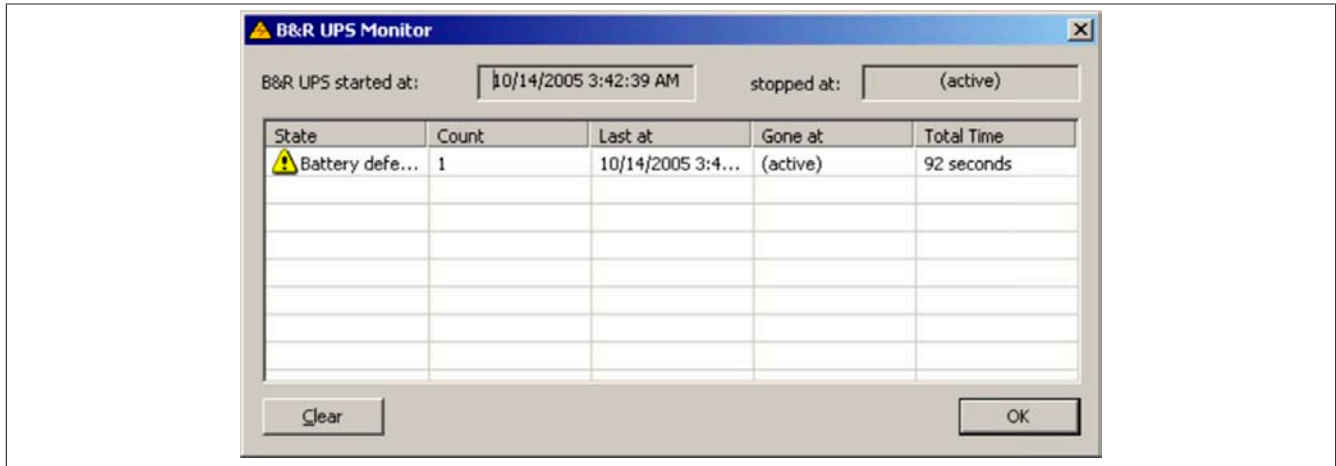 B&R UPS Monitor
B&R UPS started at: 10/14/2005 3:42:39 AM stopped at: (active)
State Count Last at Gone at Total Time
Battery defe... 1 10/14/2005 3:4... (active) 92 seconds
Clear OK